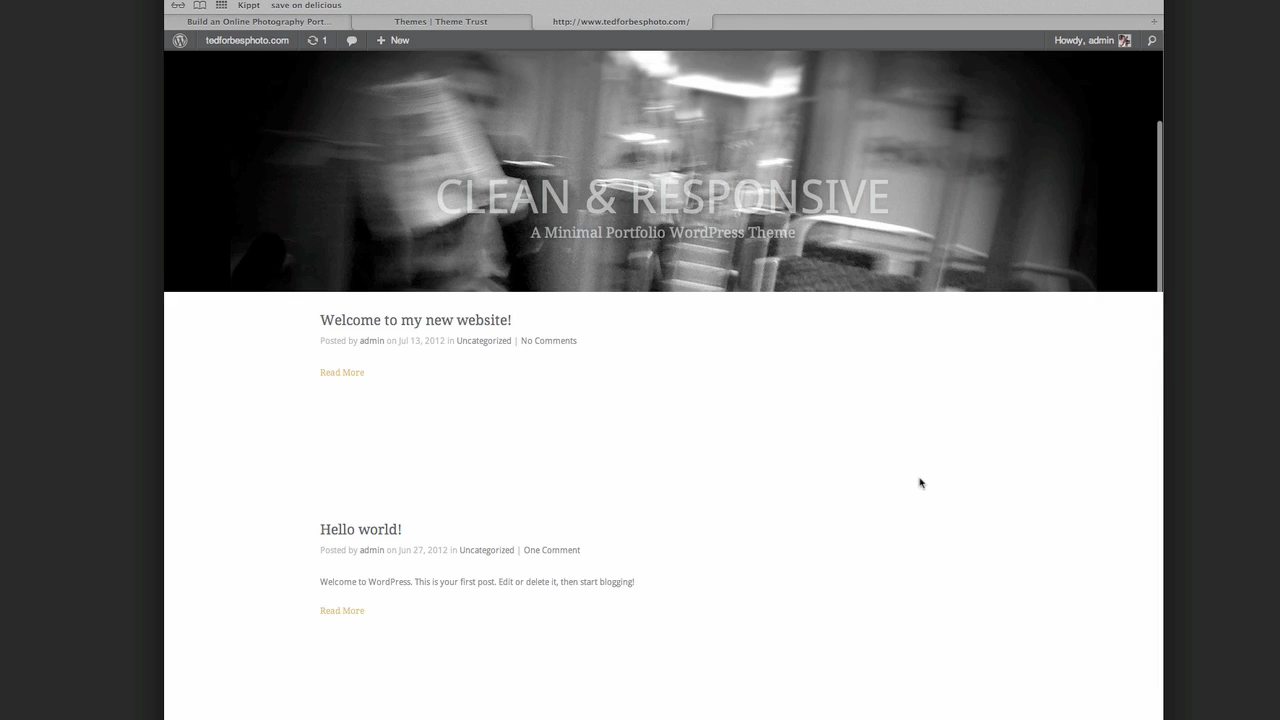 Kippt save on delicious
Build an Online Photography Port... Themes | Theme Trust http://www.tedforbesphoto.com/
tedforbesphoto.com 1 New Howdy, admin
CLEAN & RESPONSIVE
A Minimal Portfolio WordPress Theme
Welcome to my new website!
Posted by admin on Jul 13, 2012 in Uncategorized | No Comments
Read More
Hello world!
Posted by admin on Jun 27, 2012 in Uncategorized | One Comment
Welcome to WordPress. This is your first post. Edit or delete it, then start blogging!
Read More